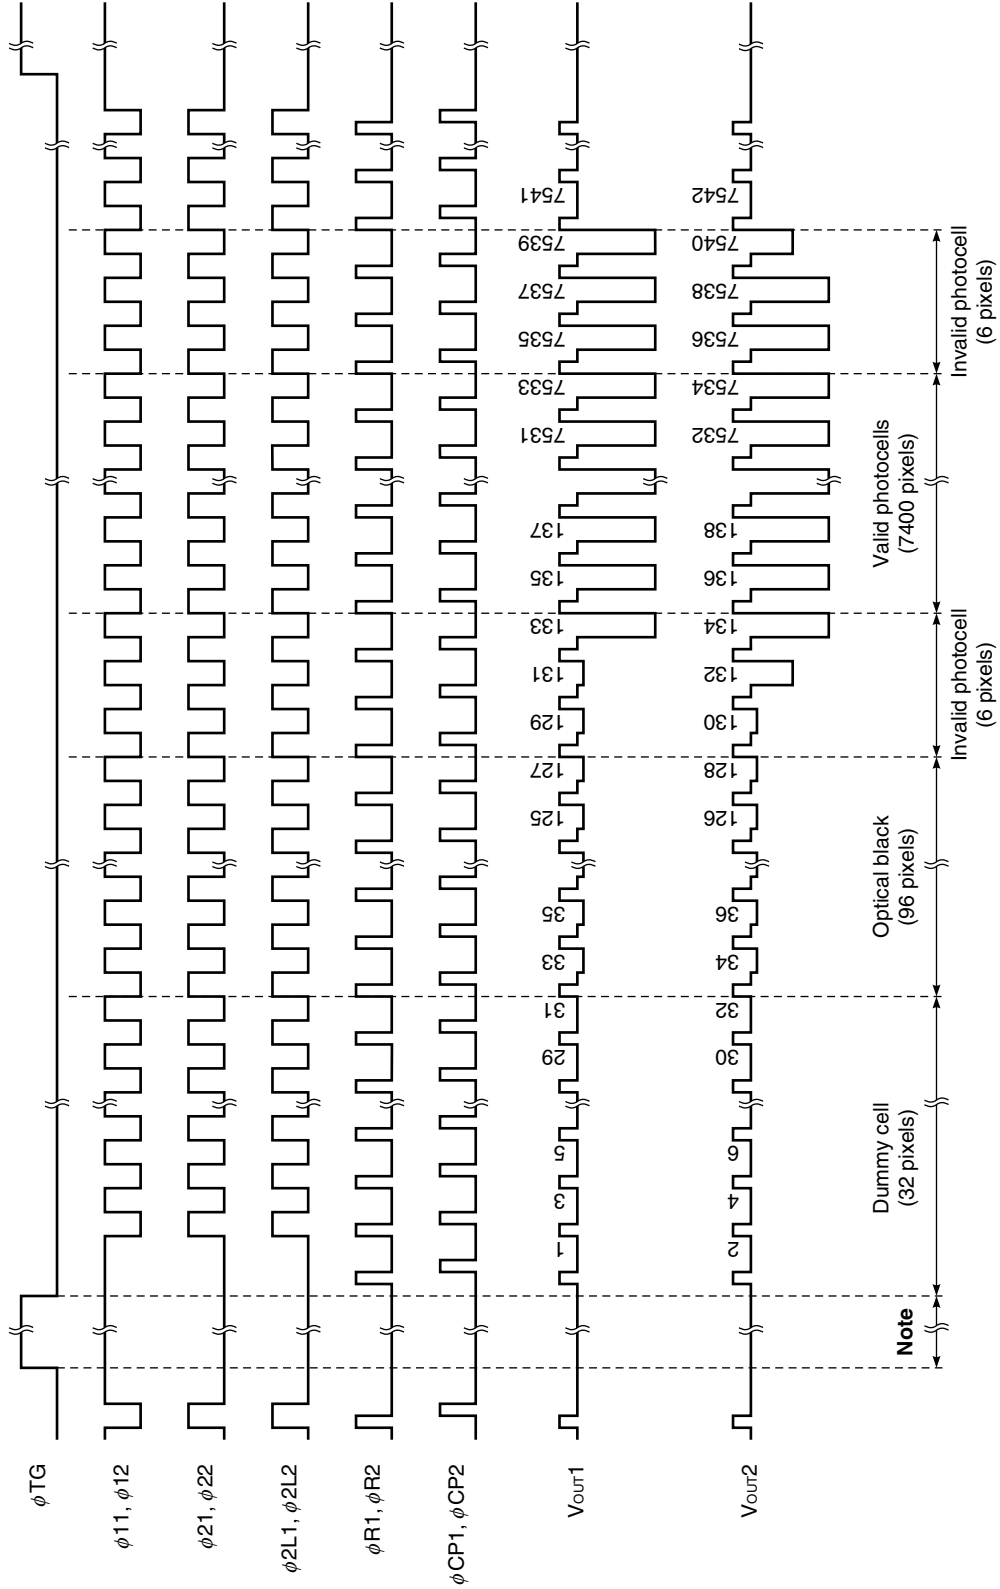 φTG
φ11, φ12
φ21, φ22
φ2L1, φ2L2
φR1, φR2
φCP1, φCP2
VOUT1
1 3 5 29 31 33 35 125 127 129 131 133 135 137 7531 7533 7535 7537 7539 7541
VOUT2
2 4 6 30 32 34 36 126 128 130 132 134 136 138 7532 7534 7536 7538 7540 7542
Note
Dummy cell
(32 pixels)
Optical black
(96 pixels)
Invalid photocell
(6 pixels)
Valid photocells
(7400 pixels)
Invalid photocell
(6 pixels)